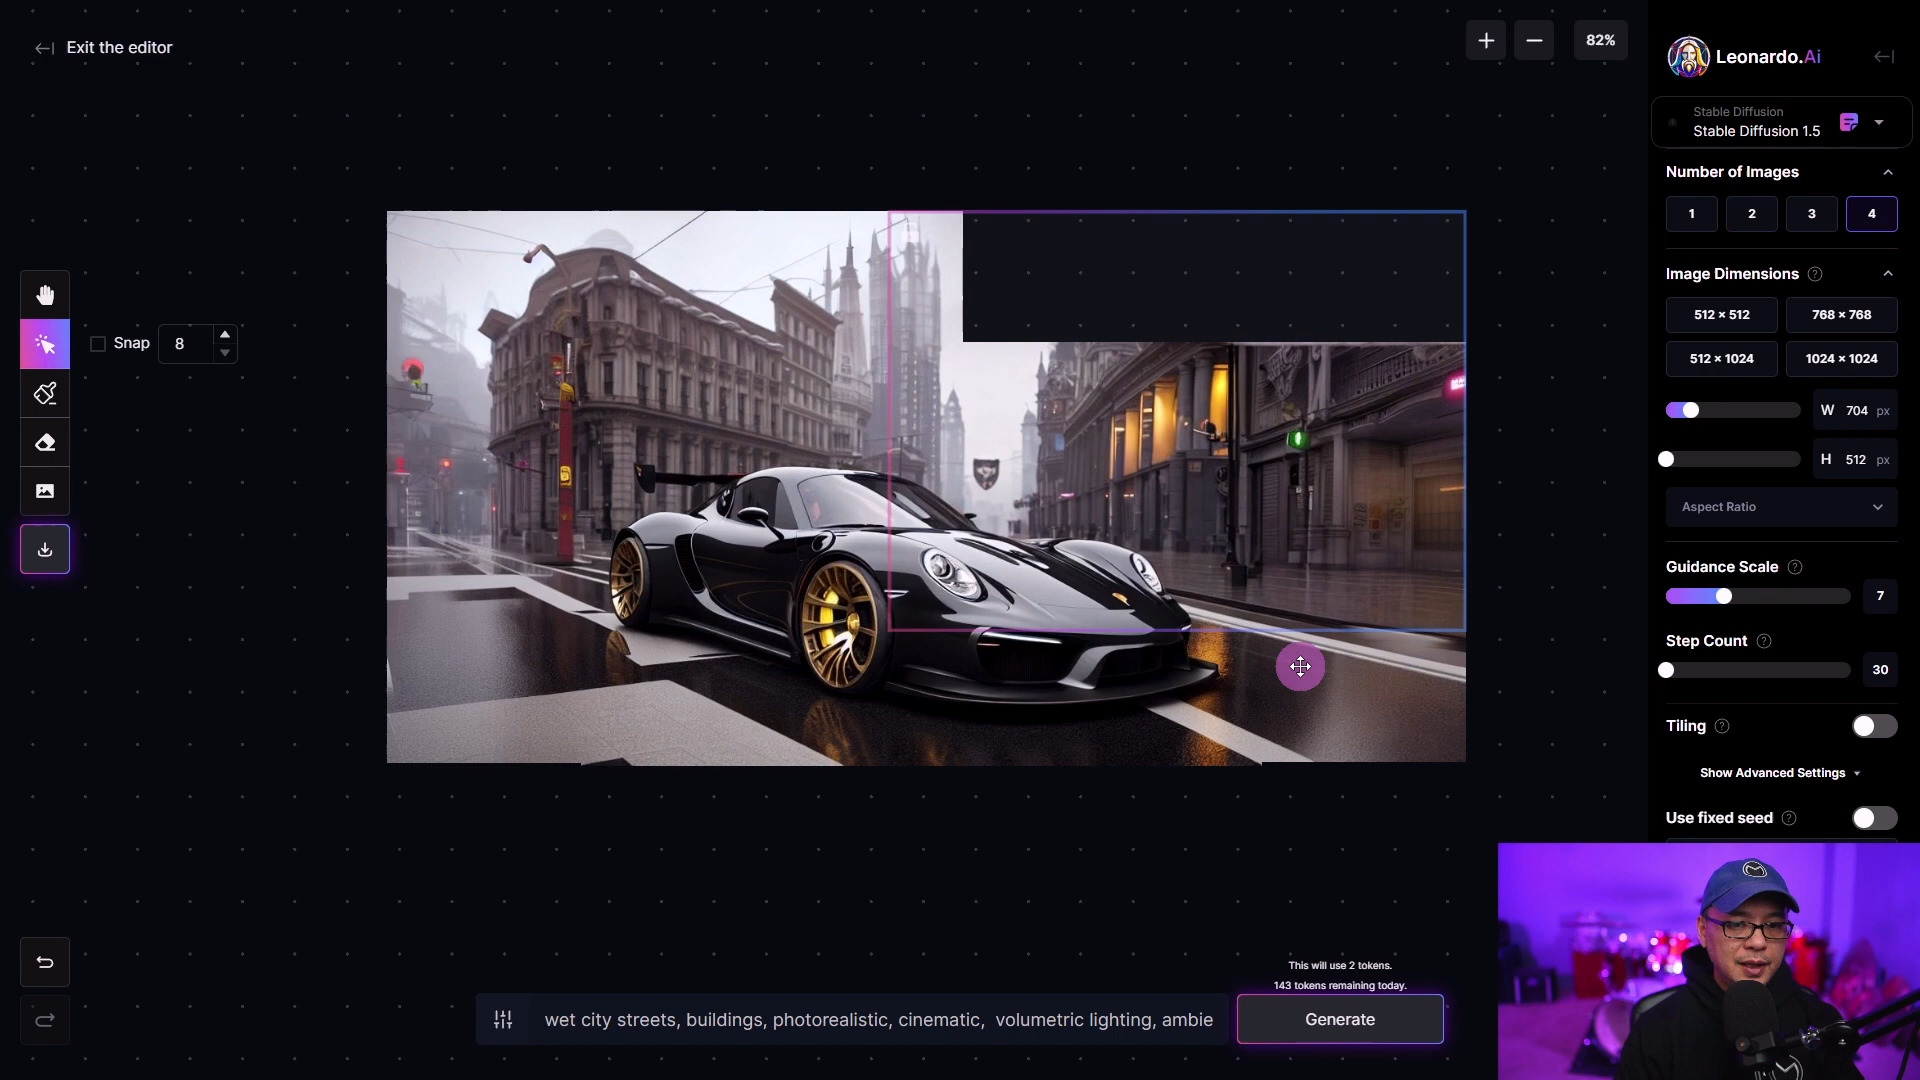 Exit the editor
82%
Leonardo.Ai
Stable Diffusion
Stable Diffusion 1.5
Number of Images
1 2 3 4
Image Dimensions ?
512 × 512 768 × 768
512 × 1024 1024 × 1024
W 704 px
H 512 px
Aspect Ratio
Guidance Scale ?
7
Step Count ?
30
Tiling ?
Show Advanced Settings
Use fixed seed ?
Snap 8
This will use 2 tokens.
143 tokens remaining today.
wet city streets, buildings, photorealistic, cinematic,  volumetric lighting, ambie
Generate